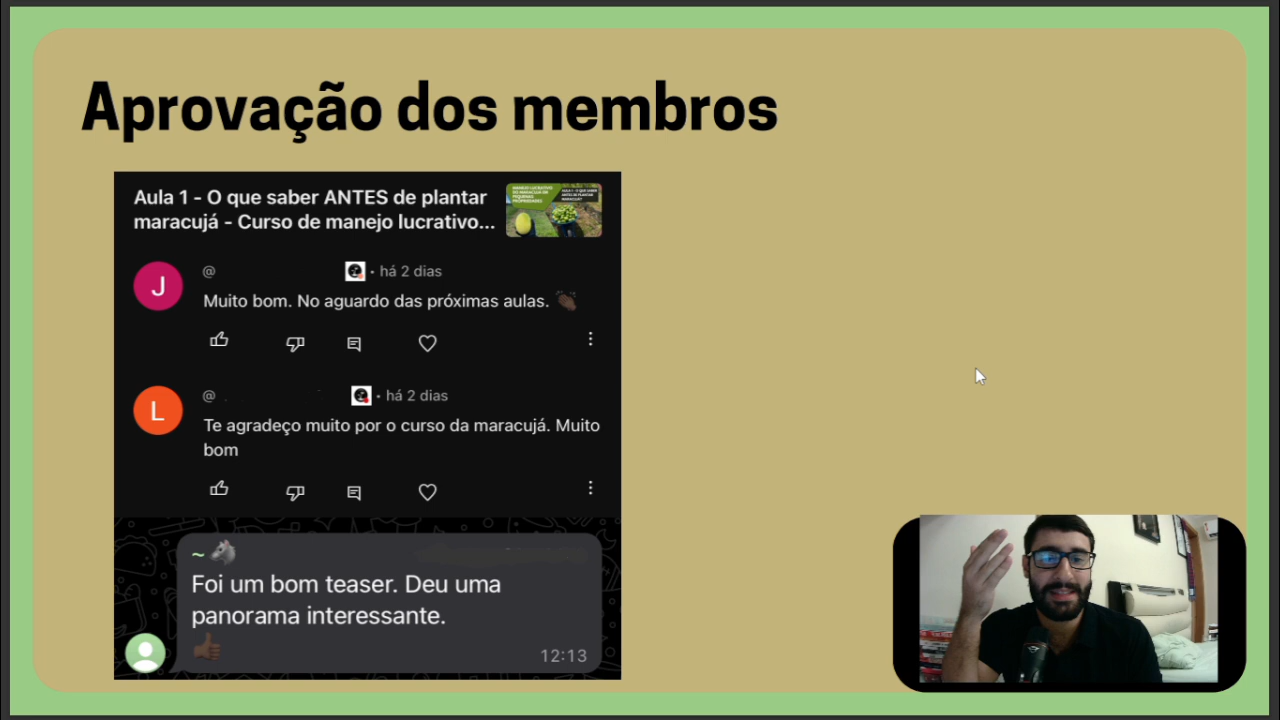 Aprovação dos membros
Aula 1 - O que saber ANTES de plantar
maracujá - Curso de manejo lucrativo...
J
@
• há 2 dias
Muito bom. No aguardo das próximas aulas. 👏🏿
L
@
• há 2 dias
Te agradeço muito por o curso da maracujá. Muito
bom
~ 🐴
Foi um bom teaser. Deu uma
panorama interessante.
👍🏿
12:13